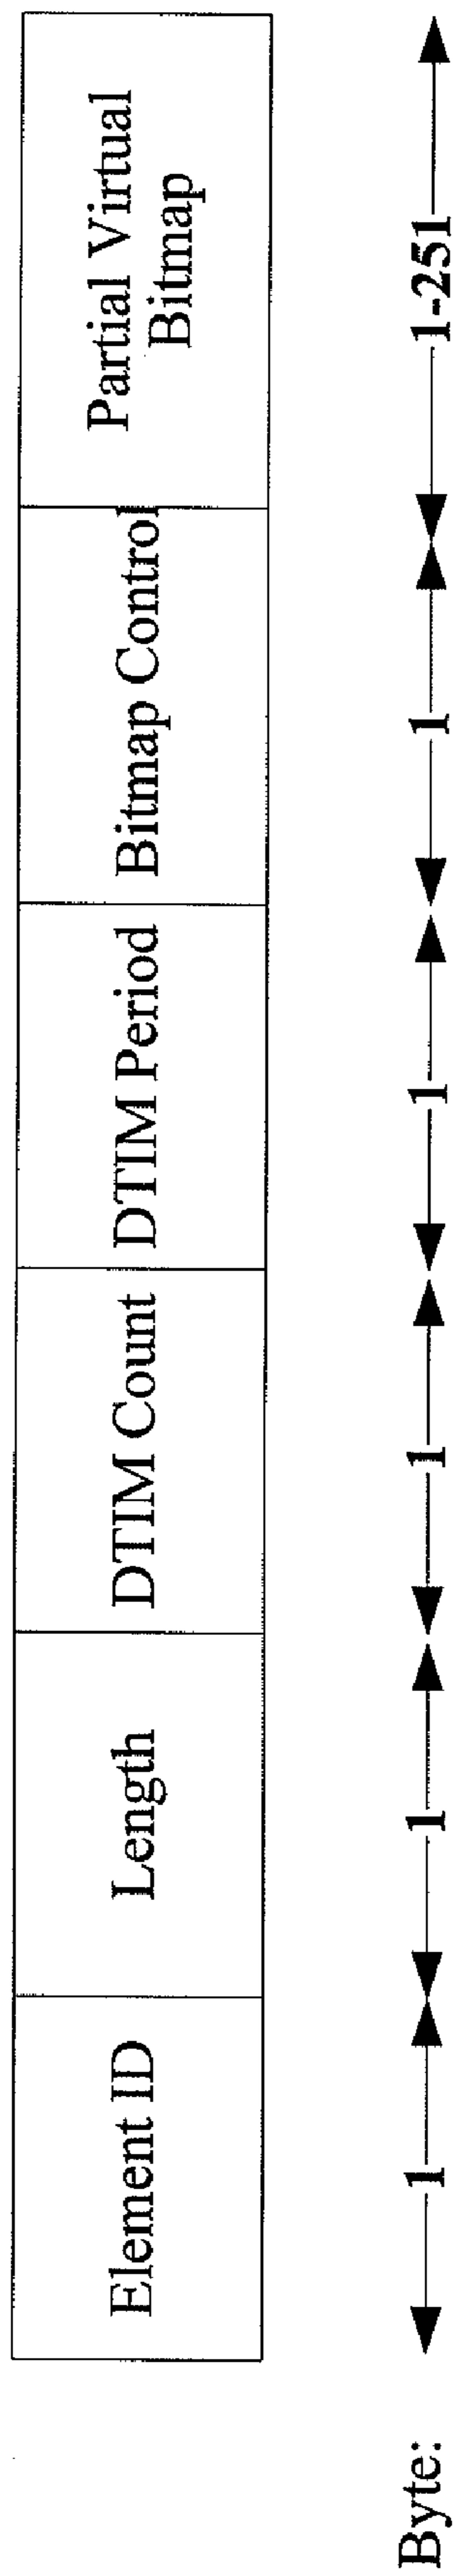 Element ID
Length
DTIM Count
DTIM Period
Bitmap Control
Partial Virtual
Bitmap
Byte:
1
1
1
1
1
1-251